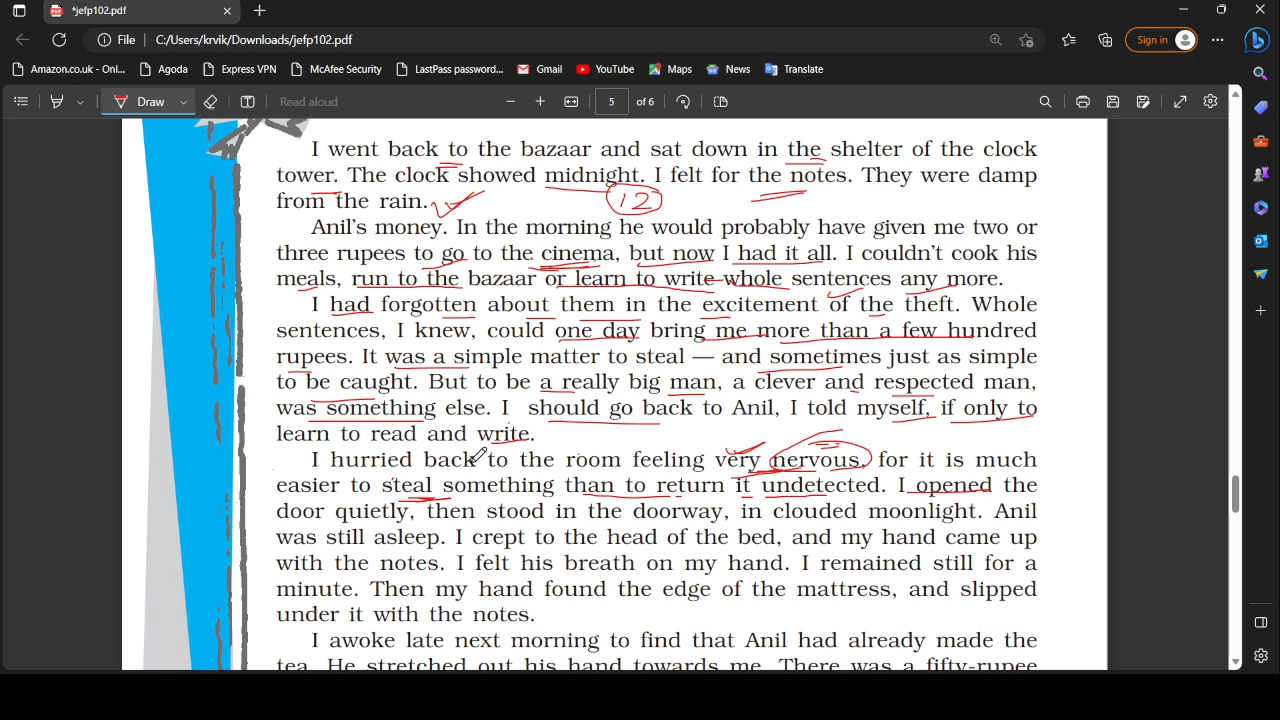 *jefp102.pdf
File C:/Users/krvik/Downloads/jefp102.pdf
Sign in
Amazon.co.uk - Onl... Agoda Express VPN McAfee Security LastPass password... Gmail YouTube Maps News Translate
Draw Read aloud 5 of 6
I went back to the bazaar and sat down in the shelter of the clock
tower. The clock showed midnight. I felt for the notes. They were damp
from the rain.
12
Anil's money. In the morning he would probably have given me two or
three rupees to go to the cinema, but now I had it all. I couldn't cook his
meals, run to the bazaar or learn to write whole sentences any more.
I had forgotten about them in the excitement of the theft. Whole
sentences, I knew, could one day bring me more than a few hundred
rupees. It was a simple matter to steal — and sometimes just as simple
to be caught. But to be a really big man, a clever and respected man,
was something else. I should go back to Anil, I told myself, if only to
learn to read and write.
I hurried back to the room feeling very nervous, for it is much
easier to steal something than to return it undetected. I opened the
door quietly, then stood in the doorway, in clouded moonlight. Anil
was still asleep. I crept to the head of the bed, and my hand came up
with the notes. I felt his breath on my hand. I remained still for a
minute. Then my hand found the edge of the mattress, and slipped
under it with the notes.
I awoke late next morning to find that Anil had already made the
tea. He stretched out his hand towards me. There was a fifty-rupee